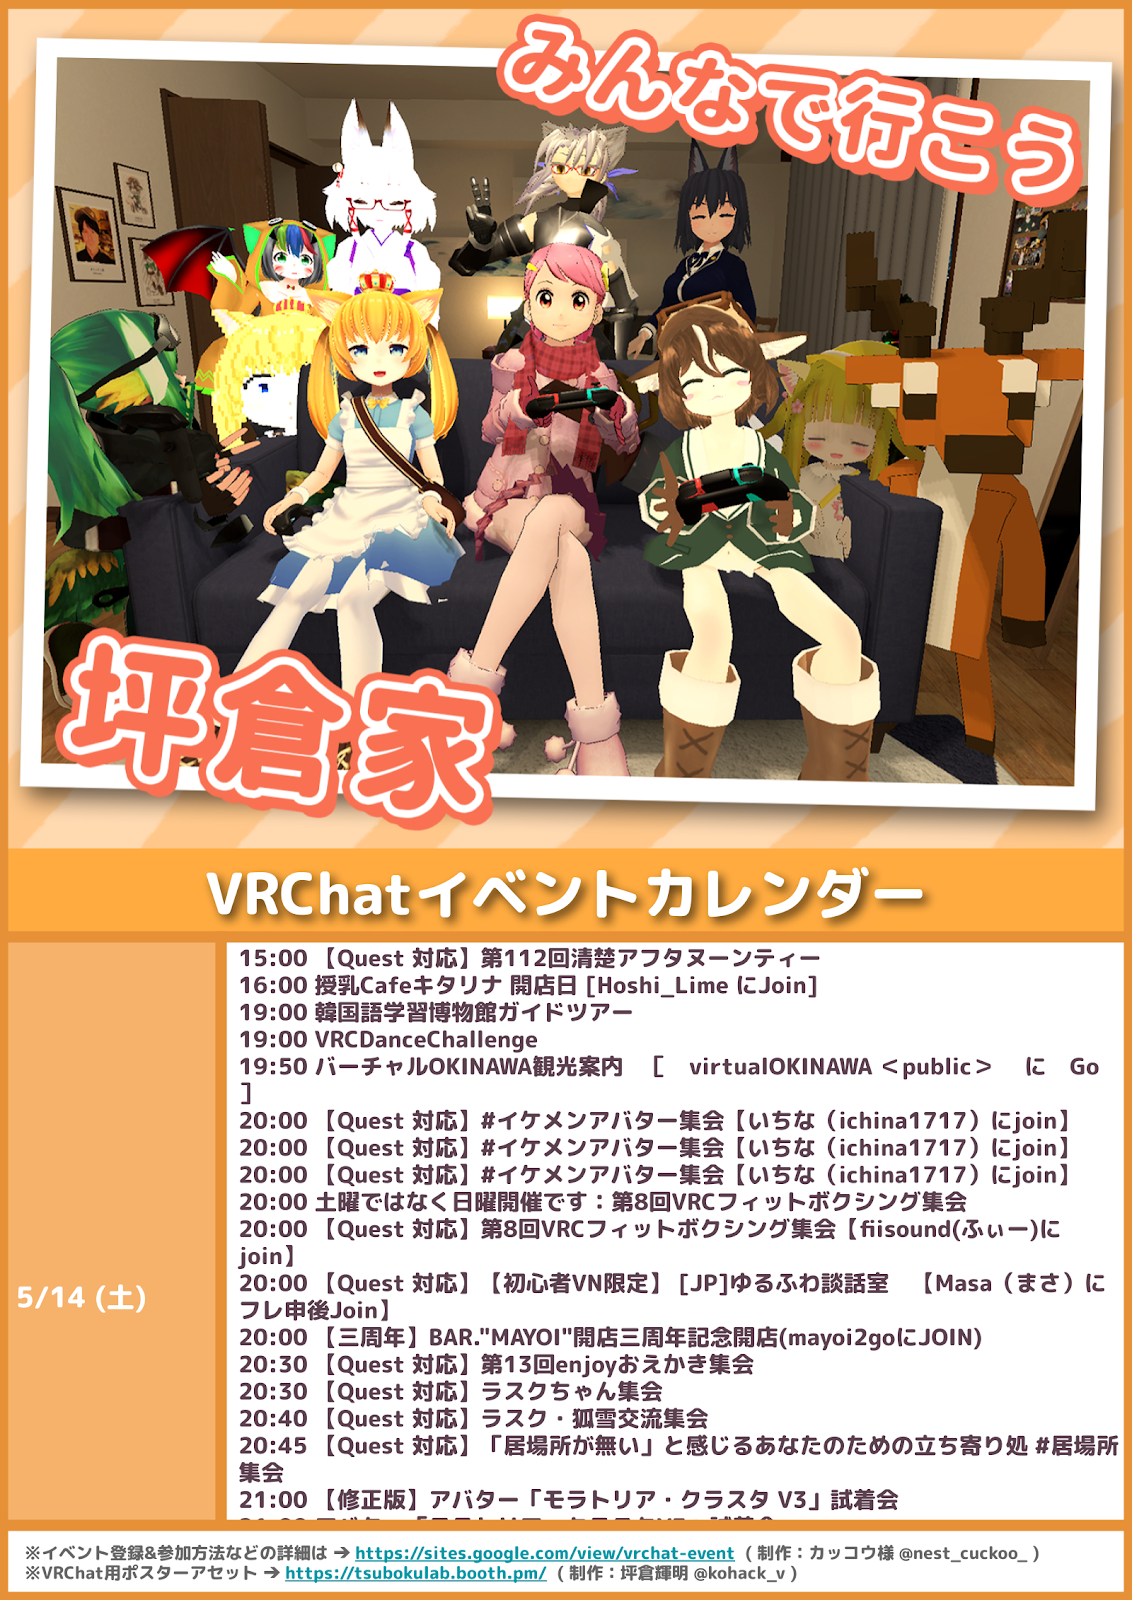 みんなで行こう
坪倉家
VRChatイベントカレンダー
5/14 (土)
15:00 【Quest 対応】第112回清楚アフタヌーンティー
16:00 授乳Cafeキタリナ 開店日 [Hoshi_Lime にJoin]
19:00 韓国語学習博物館ガイドツアー
19:00 VRCDanceChallenge
19:50 バーチャルOKINAWA観光案内　［　virtualOKINAWA ＜public＞　に　Go
］
20:00 【Quest 対応】#イケメンアバター集会【いちな（ichina1717）にjoin】
20:00 【Quest 対応】#イケメンアバター集会【いちな（ichina1717）にjoin】
20:00 【Quest 対応】#イケメンアバター集会【いちな（ichina1717）にjoin】
20:00 土曜ではなく日曜開催です：第8回VRCフィットボクシング集会
20:00 【Quest 対応】第8回VRCフィットボクシング集会【fiisound(ふぃー)に
join】
20:00 【Quest 対応】【初心者VN限定】 [JP]ゆるふわ談話室　【Masa（まさ）に
フレ申後Join】
20:00 【三周年】BAR."MAYOI"開店三周年記念開店(mayoi2goにJOIN)
20:30 【Quest 対応】第13回enjoyおえかき集会
20:30 【Quest 対応】ラスクちゃん集会
20:40 【Quest 対応】ラスク・狐雪交流集会
20:45 【Quest 対応】「居場所が無い」と感じるあなたのための立ち寄り処 #居場所
集会
21:00 【修正版】アバター「モラトリア・クラスタ V3」試着会
※イベント登録&参加方法などの詳細は → https://sites.google.com/view/vrchat-event （ 制作：カッコウ様 @nest_cuckoo_ ）
※VRChat用ポスターアセット → https://tsubokulab.booth.pm/ （ 制作：坪倉輝明 @kohack_v ）